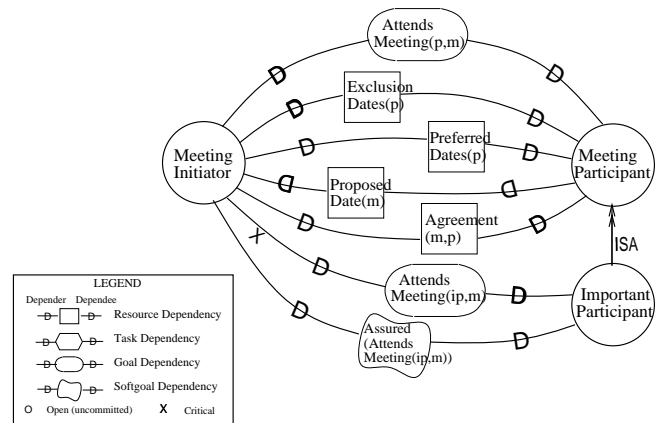 Attends
Meeting(p,m)
D
D
Exclusion
Dates(p)
D
D
Meeting
Initiator
D
Preferred
Dates(p)
D
Meeting
Participant
D
Proposed
Date(m)
D
D
Agreement
(m,p)
D
X
ISA
D
Attends
Meeting(ip,m)
D
Important
Participant
D
Assured
(Attends
Meeting(ip,m))
D
LEGEND
Depender Dependee
D D Resource Dependency
D D Task Dependency
D D Goal Dependency
D D Softgoal Dependency
O Open (uncommitted) X Critical